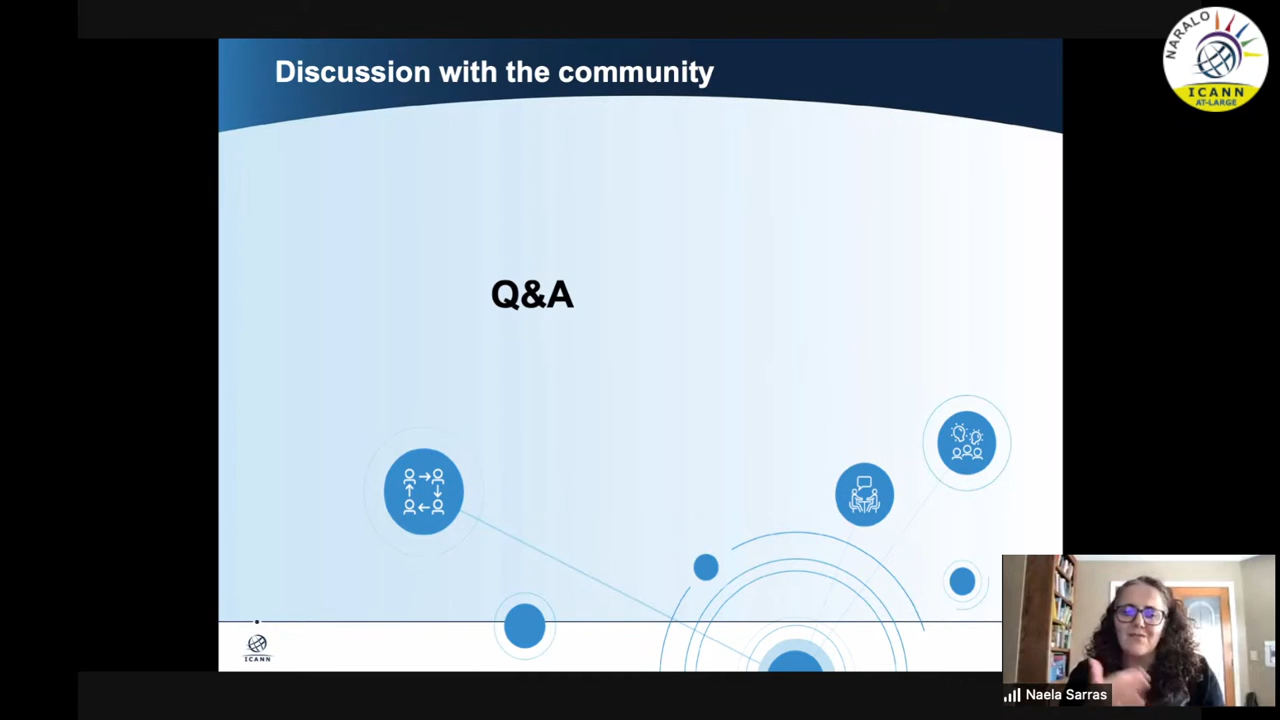 Discussion with the community
NARALO
ICANN
AT-LARGE
Q&A
ICANN
Naela Sarras